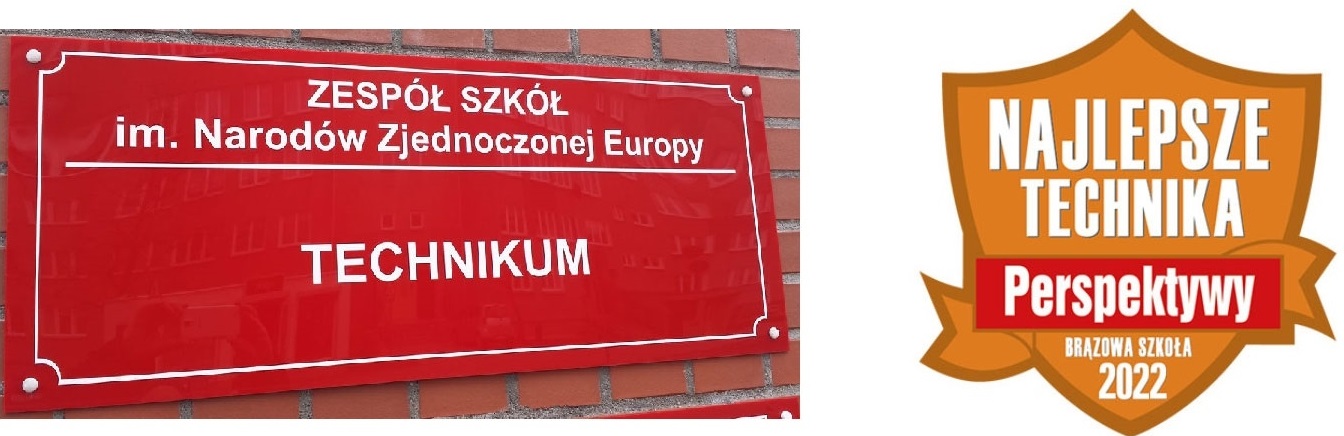 ZESPÓŁ SZKÓŁ
im. Narodów Zjednoczonej Europy
TECHNIKUM
NAJLEPSZE
TECHNIKA
Perspektywy
BRĄZOWA SZKOŁA
2022